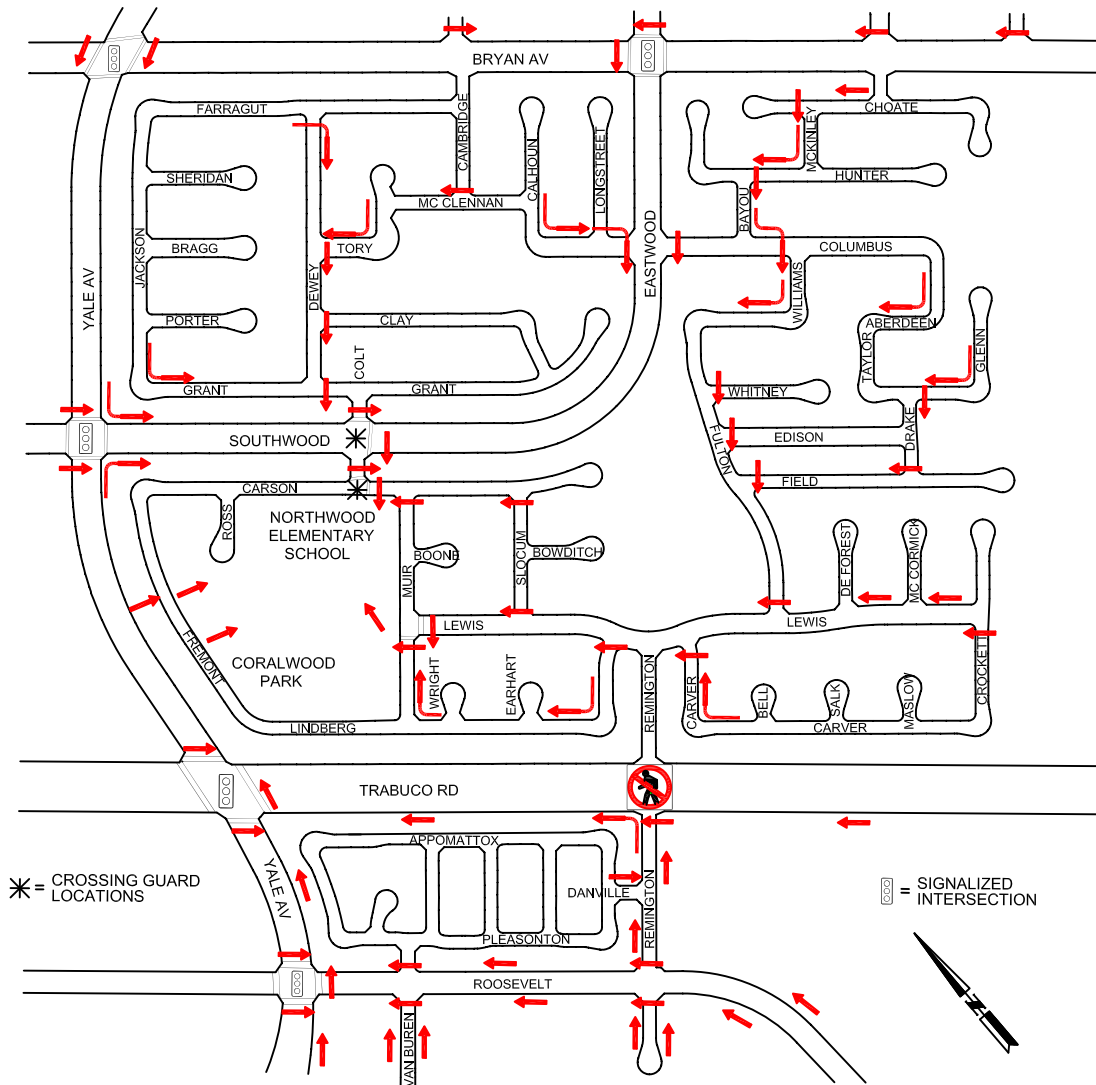 BRYAN AV
FARRAGUT
CAMBRIDGE
CALHOUN
LONGSTREET
CHOATE
MCKINLEY
SHERIDAN
HUNTER
MC CLENNAN
BAYOU
EASTWOOD
BRAGG
JACKSON
TORY
COLUMBUS
YALE AV
DEWEY
WILLIAMS
PORTER
CLAY
ABERDEEN
TAYLOR
GLENN
COLT
GRANT
GRANT
WHITNEY
SOUTHWOOD
FULTON
EDISON
DRAKE
CARSON
FIELD
ROSS
NORTHWOOD
ELEMENTARY
SCHOOL
MUIR
BOONE
SLOCUM
BOWDITCH
DE FOREST
MC CORMICK
LEWIS
LEWIS
FREMONT
CORALWOOD
PARK
WRIGHT
EARHART
REMINGTON
CARVER
BELL
SALK
MASLOW
CROCKETT
LINDBERG
CARVER
TRABUCO RD
APPOMATTOX
YALE AV
= CROSSING GUARD
LOCATIONS
DANVILLE
REMINGTON
= SIGNALIZED
INTERSECTION
PLEASONTON
ROOSEVELT
VAN BUREN
N